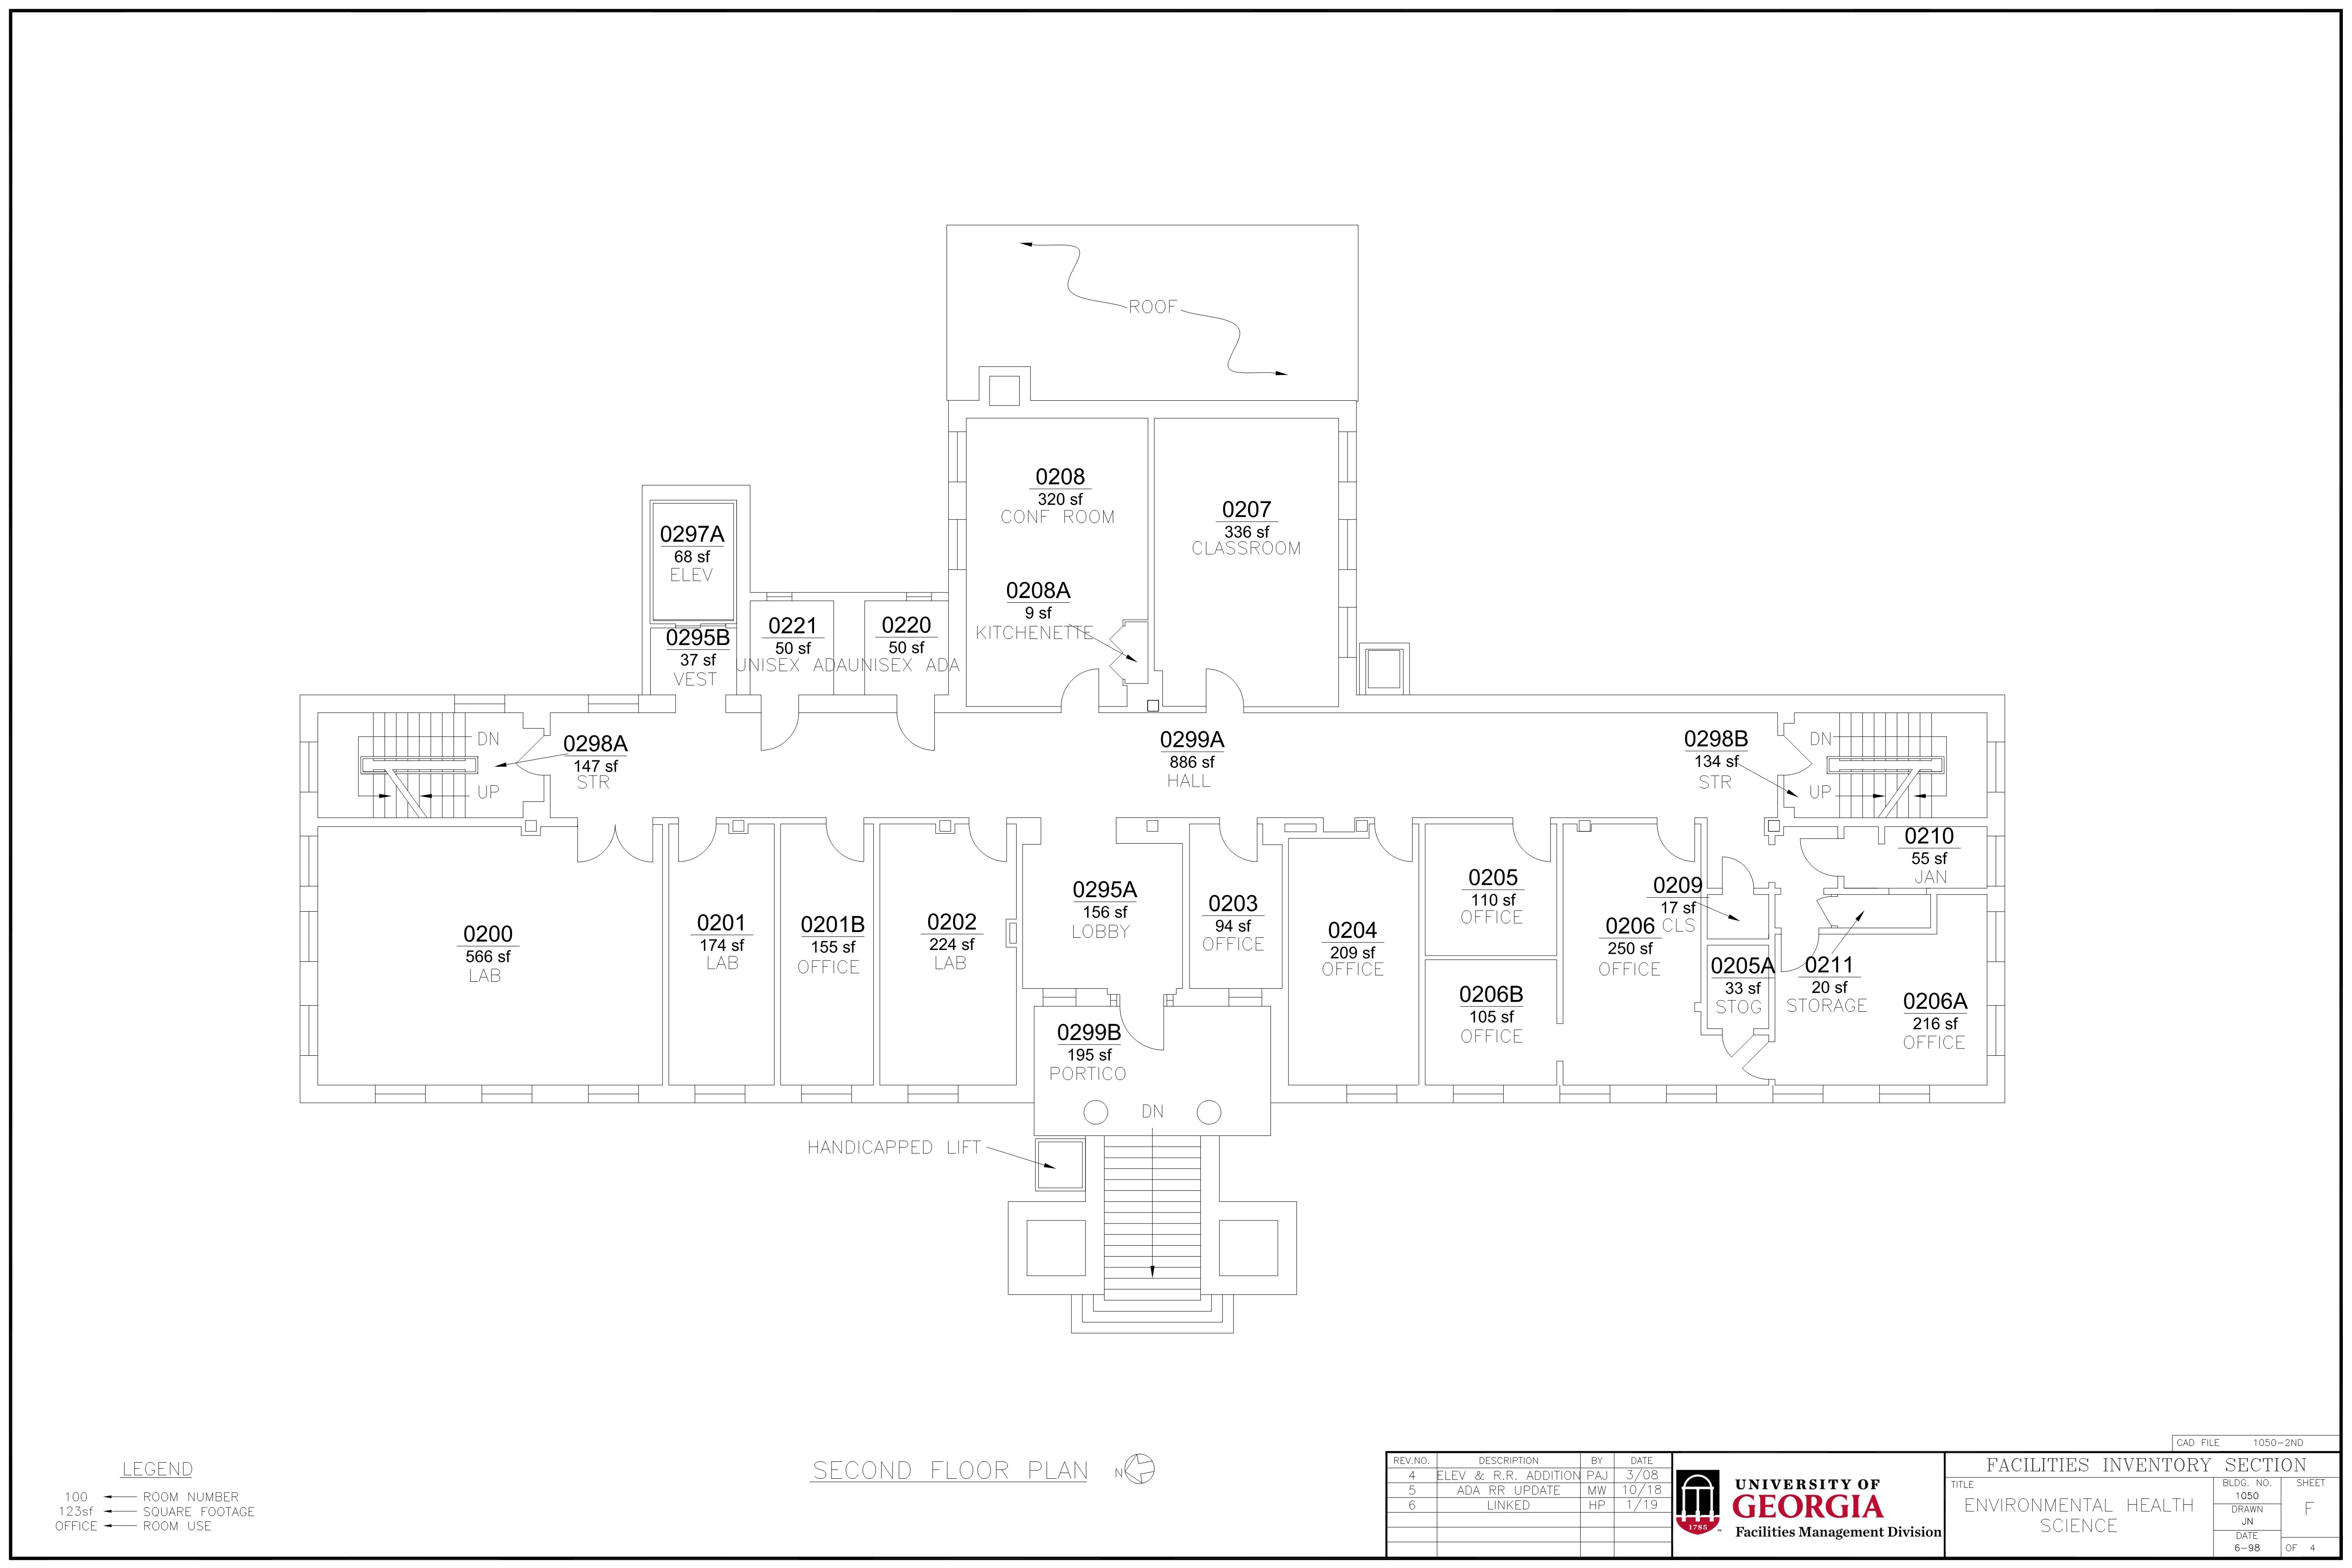 ROOF
0208
320 sf
CONF ROOM
0207
336 sf
CLASSROOM
0297A
68 sf
ELEV
0208A
9 sf
KITCHENETTE
0295B
37 sf
VEST
0221
50 sf
UNISEX ADA
0220
50 sf
UNISEX ADA
DN
UP
0298A
147 sf
STR
0299A
886 sf
HALL
0298B
134 sf
STR
DN
UP
0210
55 sf
JAN
0200
566 sf
LAB
0201
174 sf
LAB
0201B
155 sf
OFFICE
0202
224 sf
LAB
0295A
156 sf
LOBBY
0203
94 sf
OFFICE
0204
209 sf
OFFICE
0205
110 sf
OFFICE
0206B
105 sf
OFFICE
0206
250 sf
OFFICE
0209
17 sf
CLS
0205A
33 sf
STOG
0211
20 sf
STORAGE
0206A
216 sf
OFFICE
0299B
195 sf
PORTICO
DN
HANDICAPPED LIFT
LEGEND
100 ROOM NUMBER
123sf SQUARE FOOTAGE
OFFICE ROOM USE
SECOND FLOOR PLAN
N
REV.NO. DESCRIPTION BY DATE
4 ELEV & R.R. ADDITION PAJ 3/08
5 ADA RR UPDATE MW 10/18
6 LINKED HP 1/19
1785
UNIVERSITY OF
GEORGIA
Facilities Management Division
CAD FILE 1050-2ND
FACILITIES INVENTORY SECTION
TITLE
ENVIRONMENTAL HEALTH
SCIENCE
BLDG. NO.
1050
DRAWN
JN
DATE
6-98
SHEET
F
OF 4